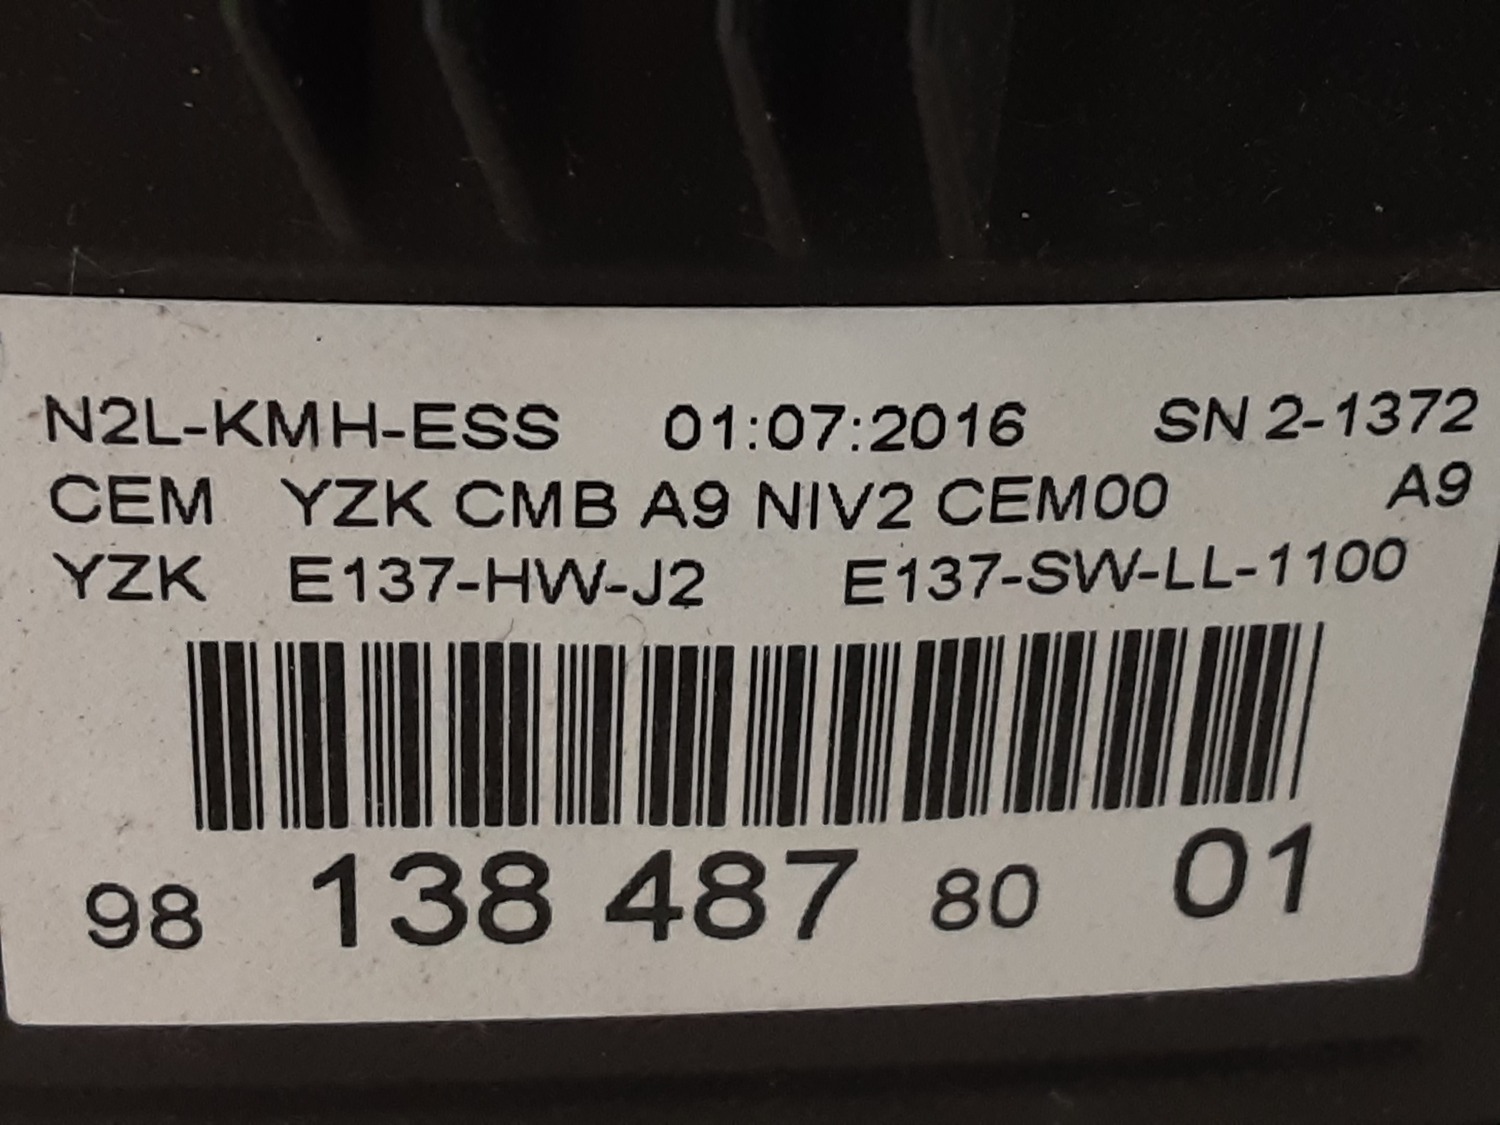 N2L-KMH-ESS 01:07:2016 SN 2-1372
CEM YZK CMB A9 NIV2 CEM00 A9
YZK E137-HW-J2 E137-SW-LL-1100
98 138 487 80 01